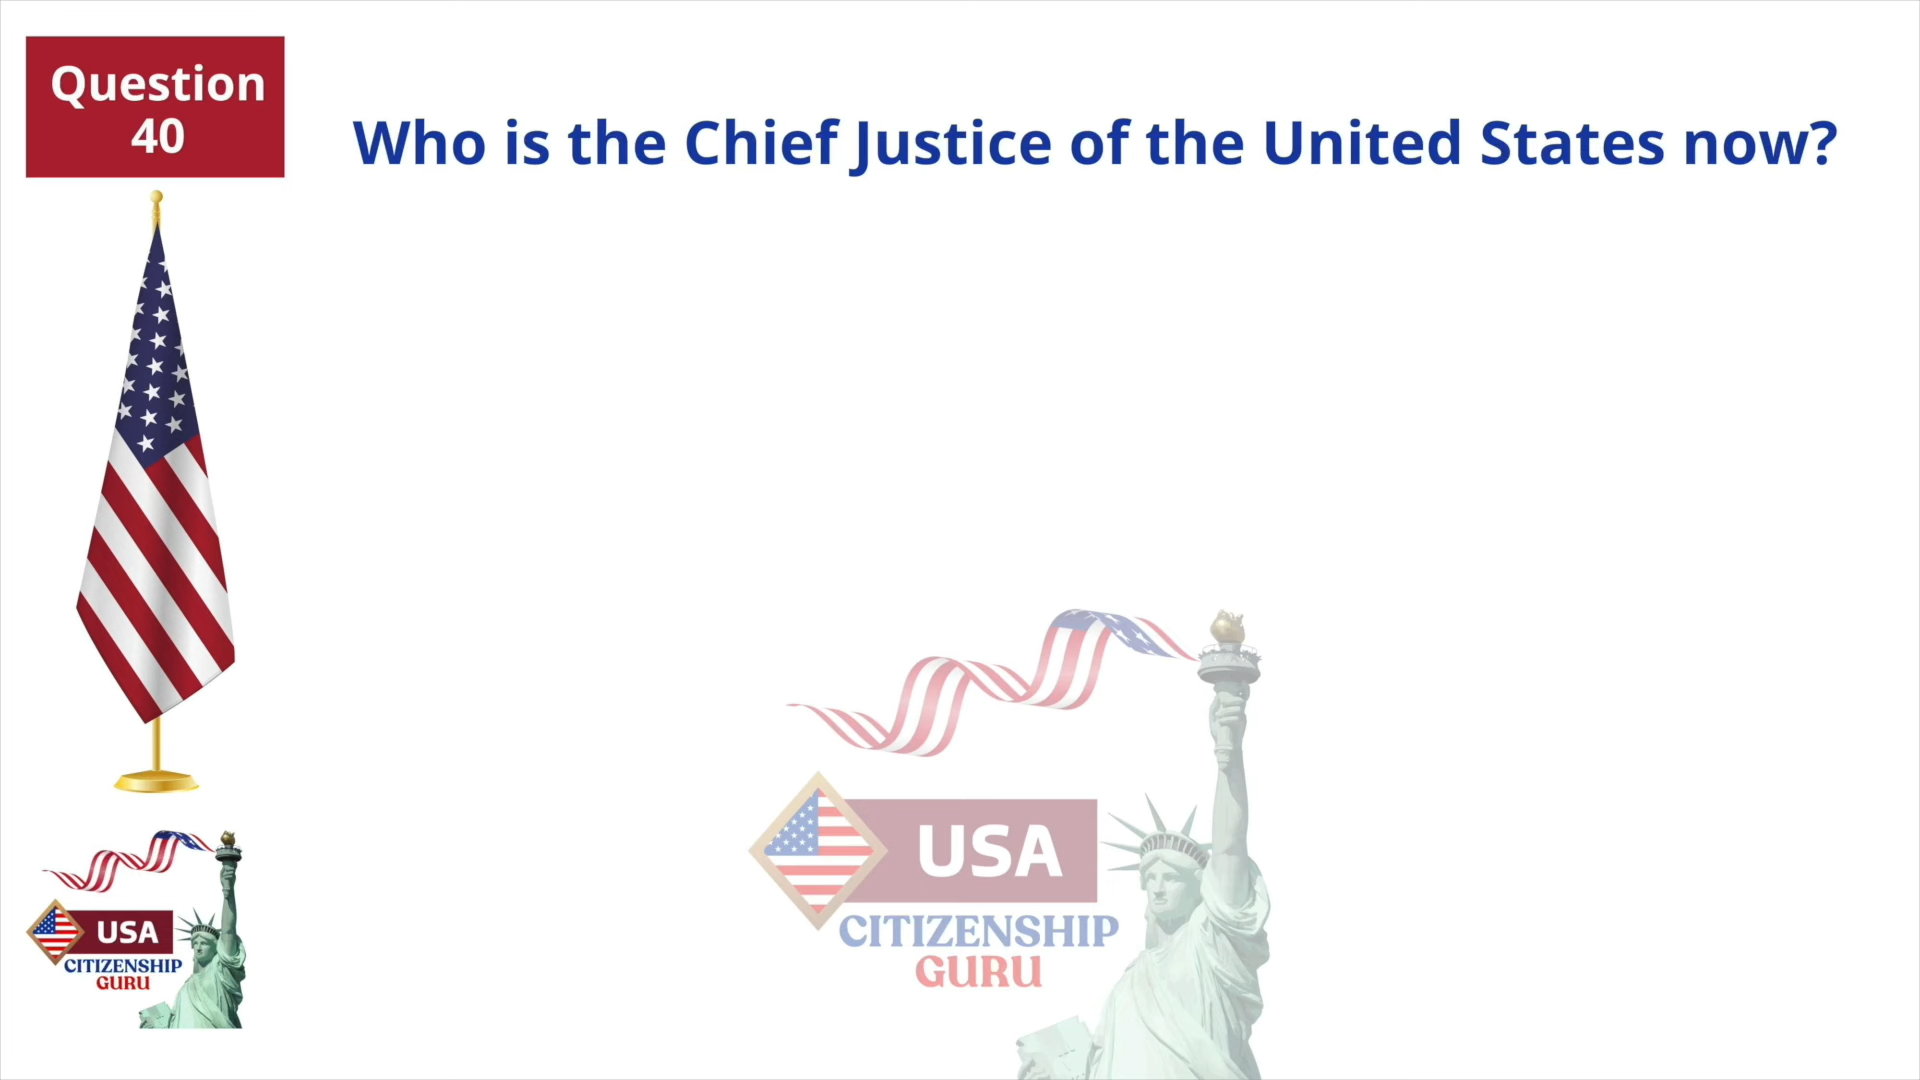 Question
40
Who is the Chief Justice of the United States now?
USA
CITIZENSHIP
GURU
USA
CITIZENSHIP
GURU